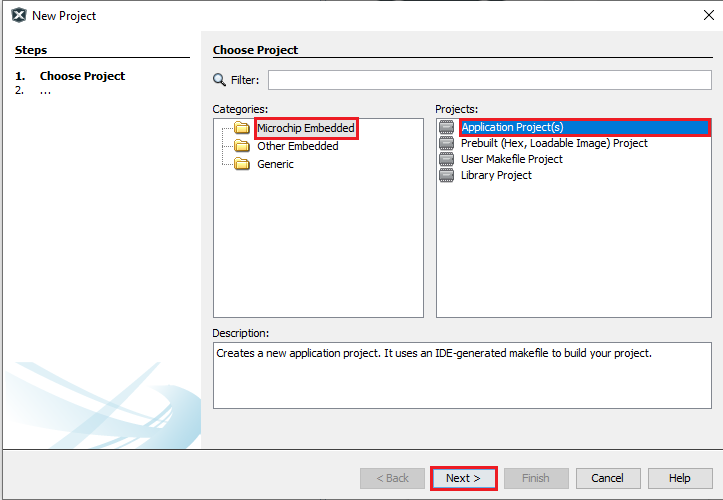 New Project
Steps
1. Choose Project
2. ...
Choose Project
Filter:
Categories:
Microchip Embedded
Other Embedded
Generic
Projects:
Application Project(s)
Prebuilt (Hex, Loadable Image) Project
User Makefile Project
Library Project
Description:
Creates a new application project. It uses an IDE-generated makefile to build your project.
< Back
Next >
Finish
Cancel
Help